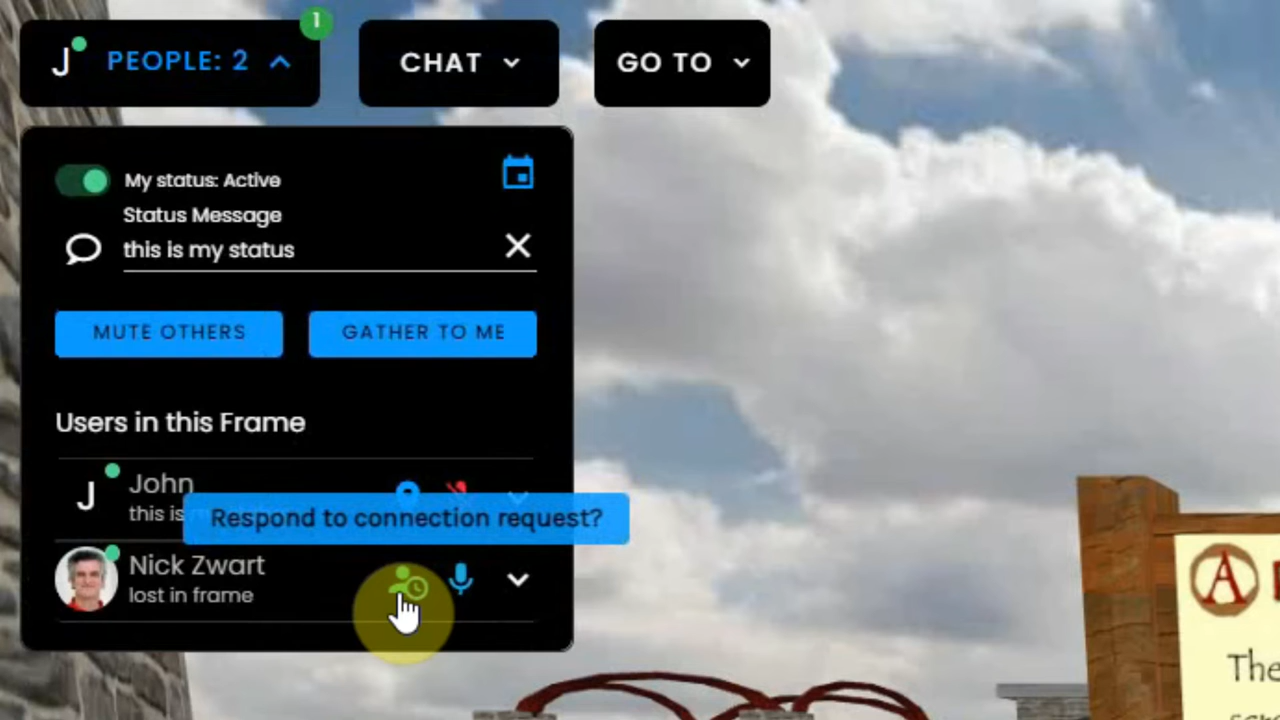 1
J PEOPLE: 2 CHAT GO TO
My status: Active
Status Message
this is my status
MUTE OTHERS GATHER TO ME
Users in this Frame
J John
this is
Respond to connection request?
Nick Zwart
lost in frame
A
The